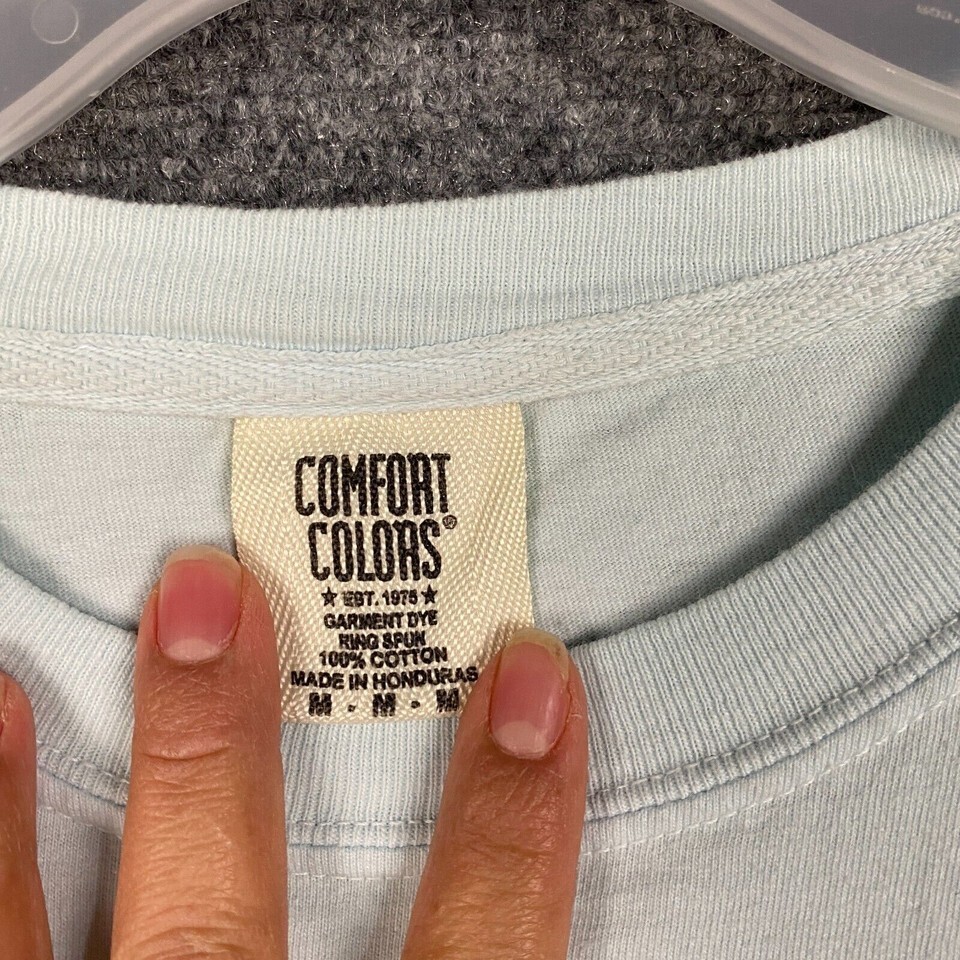 COMFORT
COLORS®
★ EST. 1975 ★
GARMENT DYE
RING SPUN
100% COTTON
MADE IN HONDURAS
M • M • M